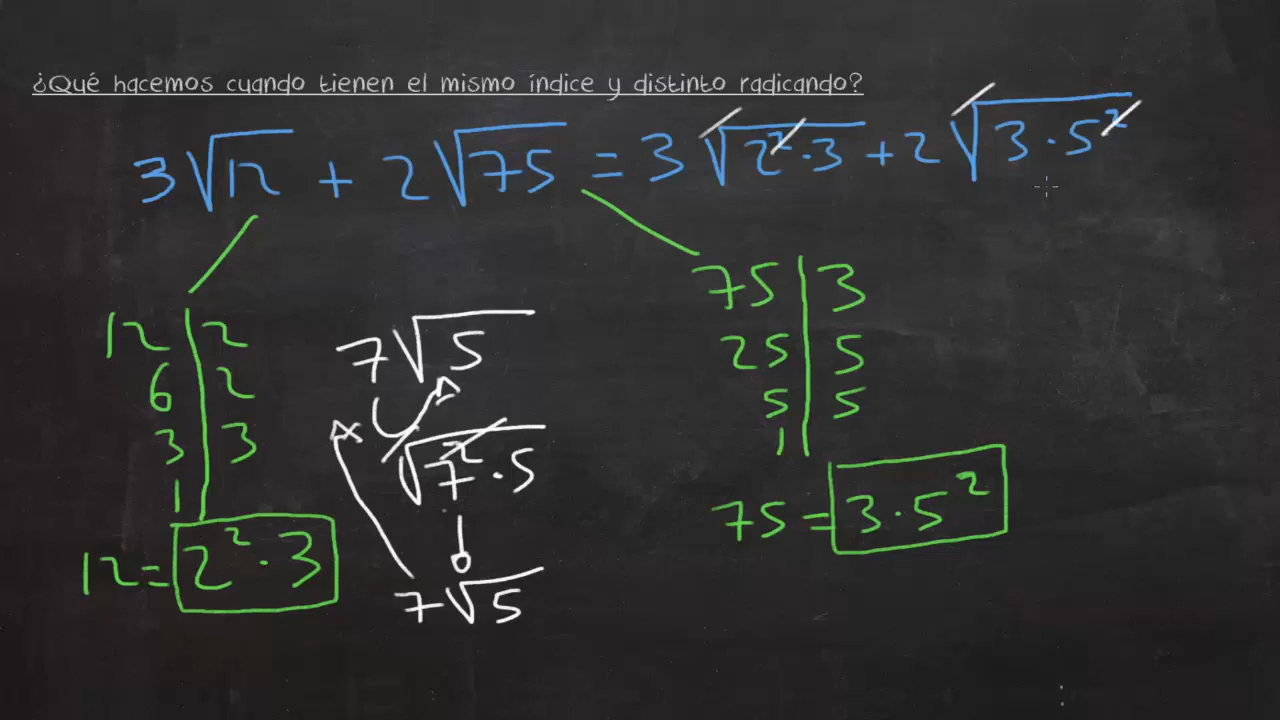 ¿Qué hacemos cuando tienen el mismo índice y distinto radicando?
3√12 + 2√75 = 3√2²·3 + 2√3·5²
12 | 2
6 | 2
3 | 3
1
12 = 2²·3
7√5
√7²·5
7√5
75 | 3
25 | 5
5 | 5
1
75 = 3·5²